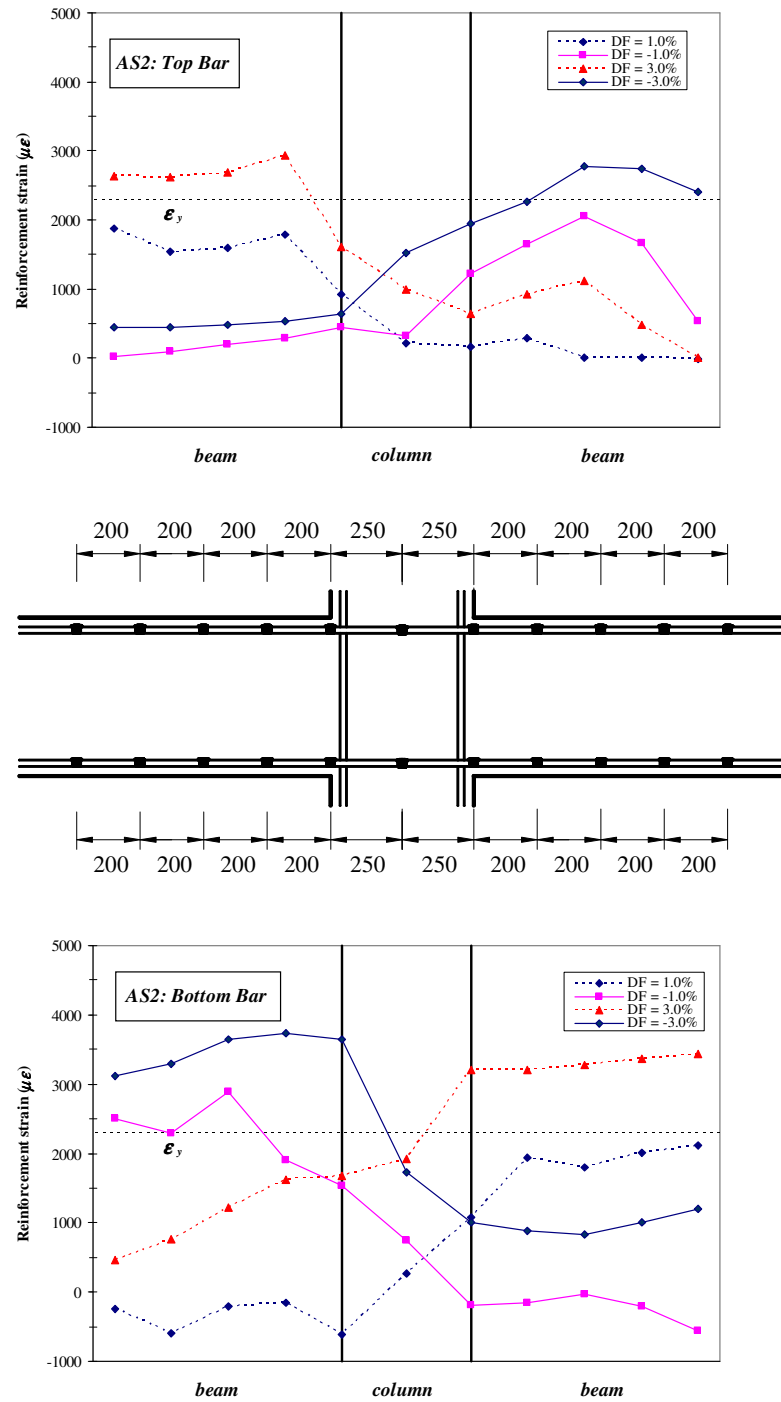 5000
4000
3000
2000
1000
0
-1000
Reinforcement strain (με)
AS2: Top Bar
DF = 1.0%
DF = -1.0%
DF = 3.0%
DF = -3.0%
εy
beam column beam
200 200 200 200 250 250 200 200 200 200
200 200 200 200 250 250 200 200 200 200
5000
4000
3000
2000
1000
0
-1000
Reinforcement strain (με)
AS2: Bottom Bar
DF = 1.0%
DF = -1.0%
DF = 3.0%
DF = -3.0%
εy
beam column beam